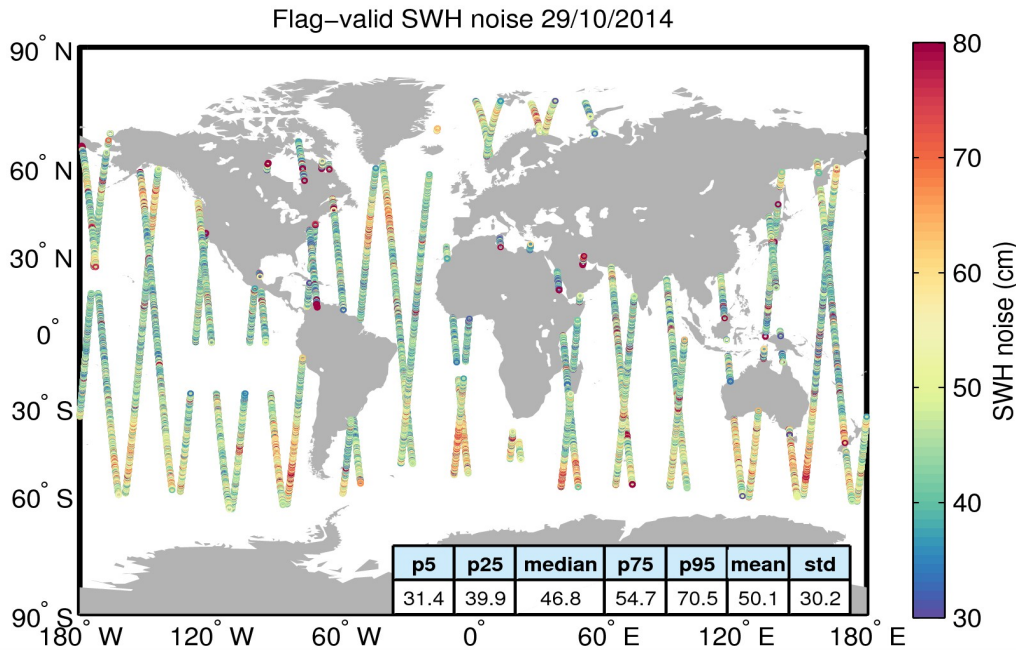 Flag−valid SWH noise 29/10/2014
90° N
60° N
30° N
0°
30° S
60° S
90° S
180° W
120° W
60° W
0°
60° E
120° E
180° E
p5 p25 median p75 p95 mean std
31.4 39.9 46.8 54.7 70.5 50.1 30.2
80
70
60
50
40
30
SWH noise (cm)